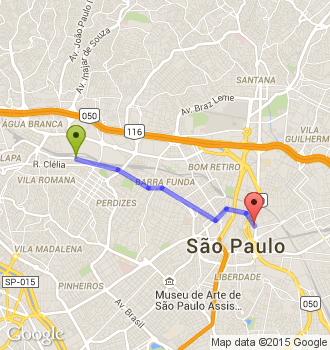 Av. João Paulo I
Av. Inajar de Souza
SANTANA
050
Av. Braz Leme
ÁGUA BRANCA
116
VILA
GUILHERM
LAPA
R. Clélia
BOM RETIRO
VILA ROMANA
BARRA FUNDA
PERDIZES
São Paulo
VILA MADALENA
LIBERDADE
SP-015
PINHEIROS
Museu de Arte de
São Paulo Assis...
050
Av. Brasil
Google
Map data ©2015 Google